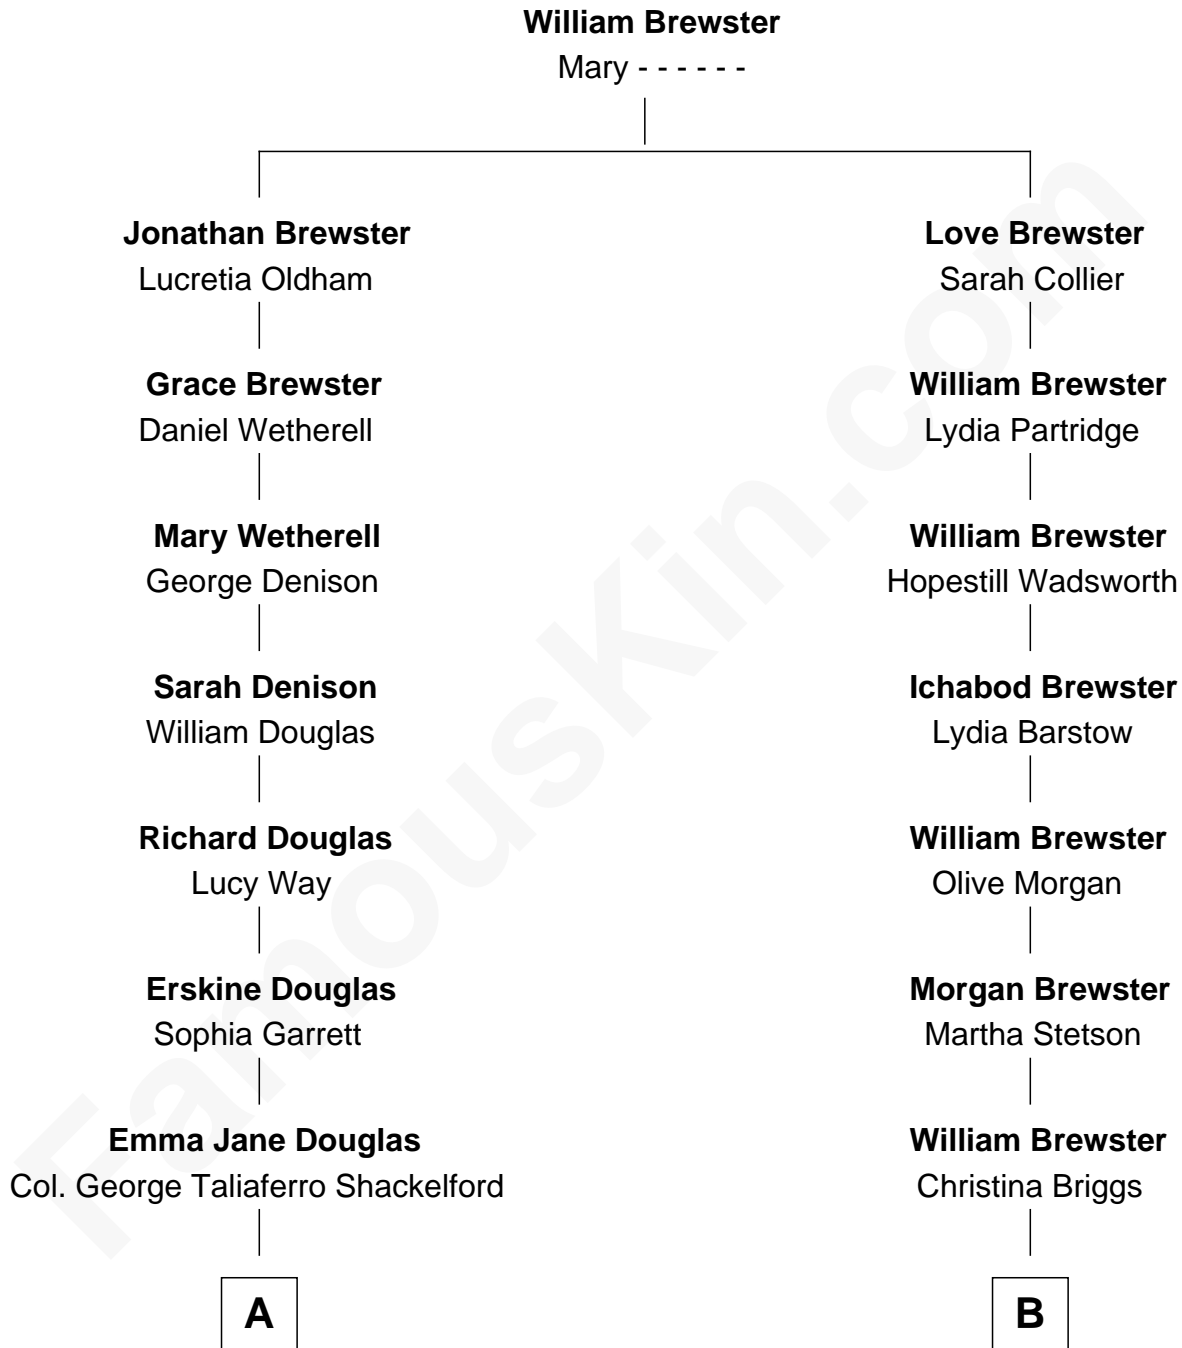 William Brewster
Mary - - - - - -
Jonathan Brewster
Lucretia Oldham
Love Brewster
Sarah Collier
Grace Brewster
Daniel Wetherell
William Brewster
Lydia Partridge
Mary Wetherell
George Denison
William Brewster
Hopestill Wadsworth
Sarah Denison
William Douglas
Ichabod Brewster
Lydia Barstow
Richard Douglas
Lucy Way
William Brewster
Olive Morgan
Erskine Douglas
Sophia Garrett
Morgan Brewster
Martha Stetson
Emma Jane Douglas
Col. George Taliaferro Shackelford
William Brewster
Christina Briggs
A
B
FamousKin.com